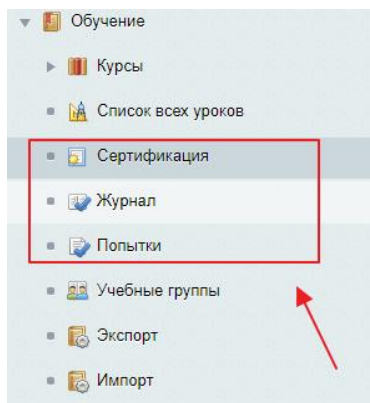 Обучение
Курсы
Список всех уроков
Сертификация
Журнал
Попытки
Учебные группы
Экспорт
Импорт